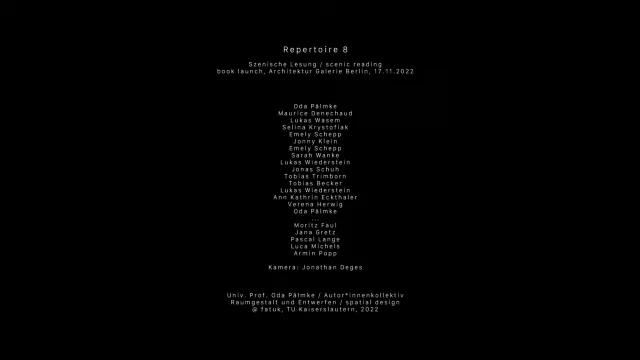 Repertoire 8
Szenische Lesung / scenic reading
book launch, Architektur Galerie Berlin, 17.11.2022
Oda Pälmke
Maurice Denechaud
Lukas Wasem
Selina Krystofiak
Emely Schepp
Jonny Klein
Emely Schepp
Sarah Wanke
Lukas Wiederstein
Jonas Schuh
Tobias Trimborn
Tobias Becker
Lukas Wiederstein
Ann Kathrin Eckthaler
Verena Herwig
Oda Pälmke
...
Moritz Faul
Jana Gretz
Pascal Lange
Luca Michels
Armin Popp
Kamera: Jonathan Deges
Univ. Prof. Oda Pälmke / Autor*innenkollektiv
Raumgestalt und Entwerfen / spatial design
@ fatuk, TU Kaiserslautern, 2022